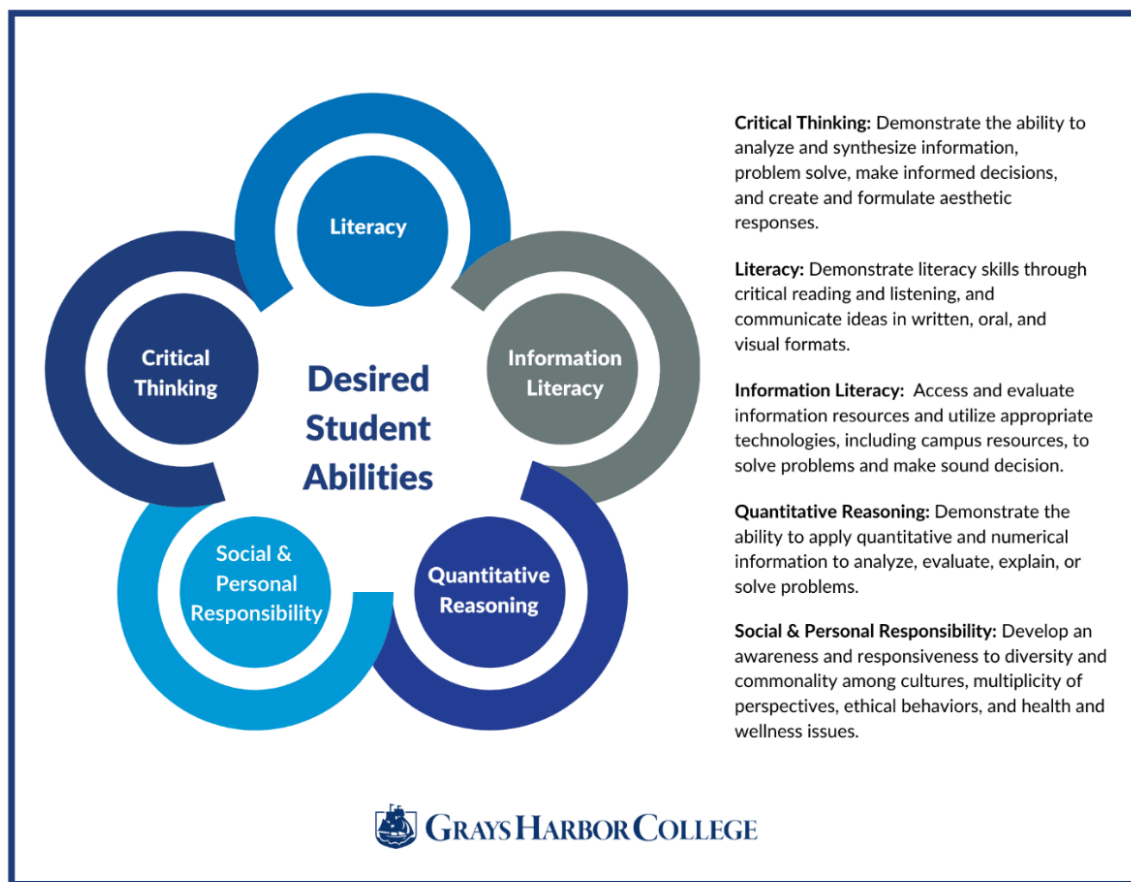 Literacy
Critical
Thinking
Information
Literacy
Desired
Student
Abilities
Social &
Personal
Responsibility
Quantitative
Reasoning
Critical Thinking: Demonstrate the ability to
analyze and synthesize information,
problem solve, make informed decisions,
and create and formulate aesthetic
responses.
Literacy: Demonstrate literacy skills through
critical reading and listening, and
communicate ideas in written, oral, and
visual formats.
Information Literacy: Access and evaluate
information resources and utilize appropriate
technologies, including campus resources, to
solve problems and make sound decision.
Quantitative Reasoning: Demonstrate the
ability to apply quantitative and numerical
information to analyze, evaluate, explain, or
solve problems.
Social & Personal Responsibility: Develop an
awareness and responsiveness to diversity and
commonality among cultures, multiplicity of
perspectives, ethical behaviors, and health and
wellness issues.
GRAYS HARBOR COLLEGE